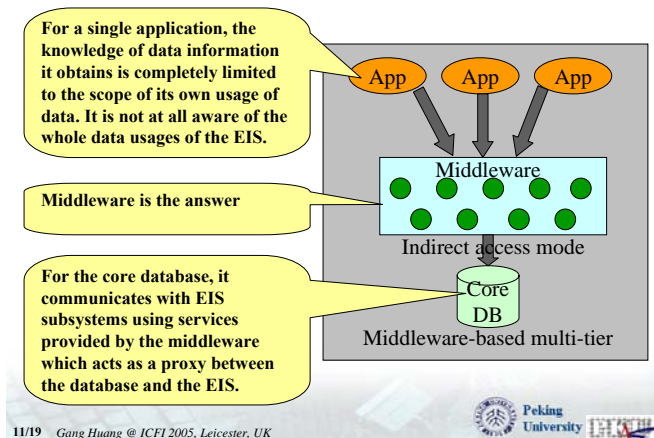 For a single application, the
knowledge of data information
it obtains is completely limited
to the scope of its own usage of
data. It is not at all aware of the
whole data usages of the EIS.
App
App
App
Middleware is the answer
Middleware
Indirect access mode
For the core database, it
communicates with EIS
subsystems using services
provided by the middleware
which acts as a proxy between
the database and the EIS.
Core
DB
Middleware-based multi-tier
11/19 Gang Huang @ ICFI 2005, Leicester, UK
Peking
University